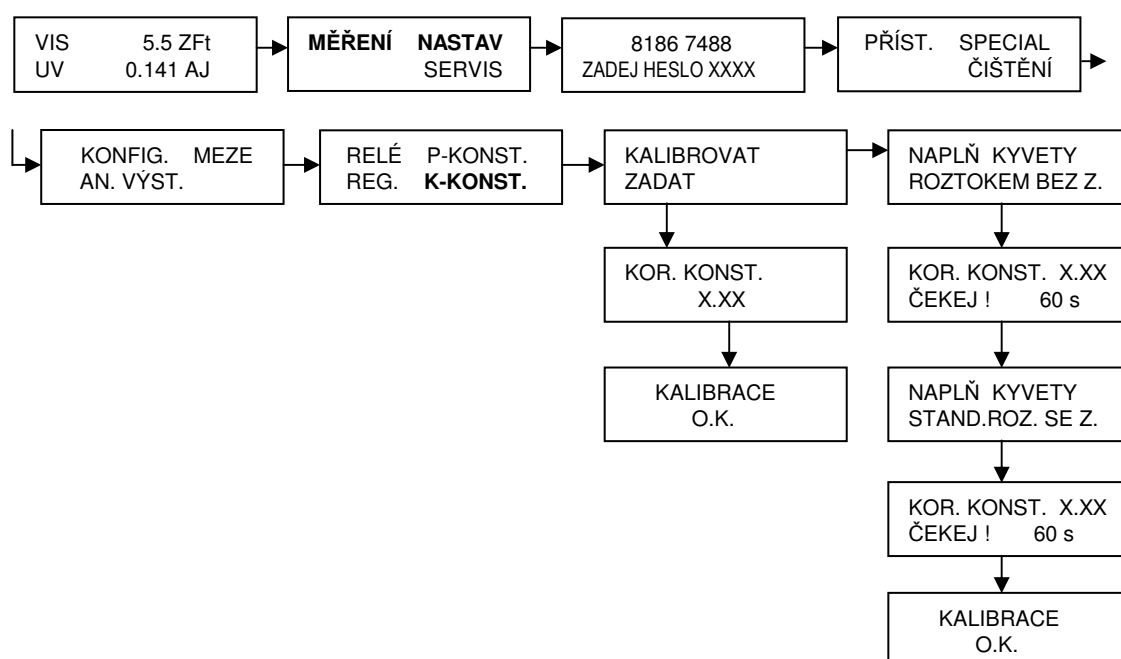 VIS 5.5 ZFt
UV 0.141 AJ
MĚŘENÍ NASTAV
SERVIS
8186 7488
ZADEJ HESLO XXXX
PŘÍST. SPECIAL
ČIŠTĚNÍ
KONFIG. MEZE
AN. VÝST.
RELÉ P-KONST.
REG. K-KONST.
KALIBROVAT
ZADAT
NAPLŇ KYVETY
ROZTOKEM BEZ Z.
KOR. KONST.
X.XX
KOR. KONST. X.XX
ČEKEJ ! 60 s
KALIBRACE
O.K.
NAPLŇ KYVETY
STAND.ROZ. SE Z.
KOR. KONST. X.XX
ČEKEJ ! 60 s
KALIBRACE
O.K.